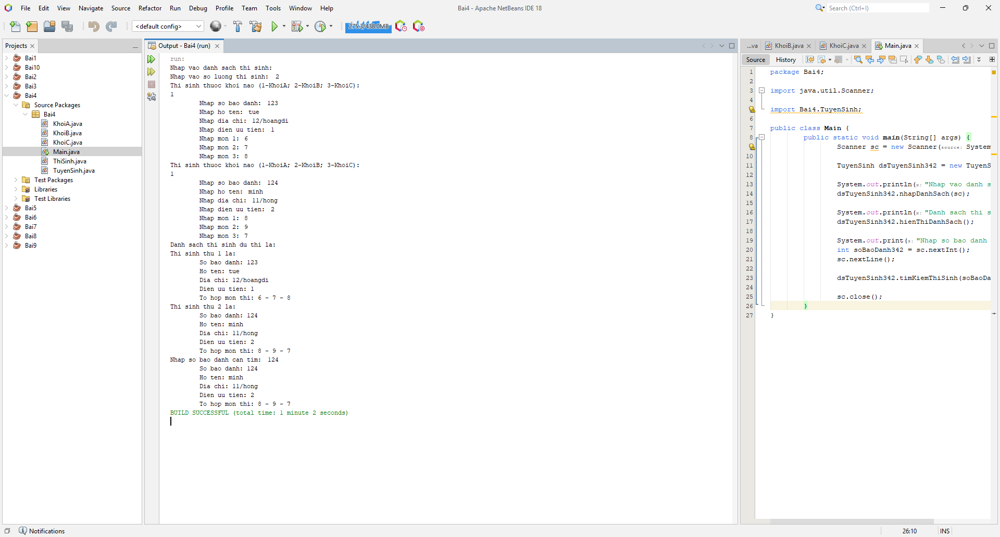 File Edit View Navigate Source Refactor Run Debug Profile Team Tools Window Help
Bai4 - Apache NetBeans IDE 18
Search (Ctrl+I)
<default config>
275.3/438.0MB
Projects
Bai1
Bai10
Bai2
Bai3
Bai4
Source Packages
Bai4
KhoiA.java
KhoiB.java
KhoiC.java
Main.java
ThiSinh.java
TuyenSinh.java
Test Packages
Libraries
Test Libraries
Bai5
Bai6
Bai7
Bai8
Bai9
Output - Bai4 (run)
run:
Nhap vao danh sach thi sinh:
Nhap vao so luong thi sinh: 2
Thi sinh thuoc khoi nao (1-KhoiA; 2-KhoiB; 3-KhoiC):
1
Nhap so bao danh: 123
Nhap ho ten: tue
Nhap dia chi: 12/hoangdi
Nhap dien uu tien: 1
Nhap mon 1: 6
Nhap mon 2: 7
Nhap mon 3: 8
Thi sinh thuoc khoi nao (1-KhoiA; 2-KhoiB; 3-KhoiC):
1
Nhap so bao danh: 124
Nhap ho ten: minh
Nhap dia chi: 11/hong
Nhap dien uu tien: 2
Nhap mon 1: 8
Nhap mon 2: 9
Nhap mon 3: 7
Danh sach thi sinh du thi la:
Thi sinh thu 1 la:
So bao danh: 123
Ho ten: tue
Dia chi: 12/hoangdi
Dien uu tien: 1
To hop mon thi: 6 - 7 - 8
Thi sinh thu 2 la:
So bao danh: 124
Ho ten: minh
Dia chi: 11/hong
Dien uu tien: 2
To hop mon thi: 8 - 9 - 7
Nhap so bao danh can tim: 124
So bao danh: 124
Ho ten: minh
Dia chi: 11/hong
Dien uu tien: 2
To hop mon thi: 8 - 9 - 7
BUILD SUCCESSFUL (total time: 1 minute 2 seconds)
...va KhoiB.java KhoiC.java Main.java
Source History
1 package Bai4;
2
3 import java.util.Scanner;
4
import Bai4.TuyenSinh;
6
7 public class Main {
8 public static void main(String[] args) {
Scanner sc = new Scanner(source: System
10
11 TuyenSinh dsTuyenSinh342 = new TuyenS
12
13 System.out.println(x: "Nhap vao danh s
14 dsTuyenSinh342.nhapDanhSach(sc);
15
16 System.out.println(x: "Danh sach thi s
17 dsTuyenSinh342.hienThiDanhSach();
18
19 System.out.print(s: "Nhap so bao danh
20 int soBaoDanh342 = sc.nextInt();
21 sc.nextLine();
22
23 dsTuyenSinh342.timKiemThiSinh(soBaoDa
24
25 sc.close();
26 }
27 }
Notifications
26:10 INS